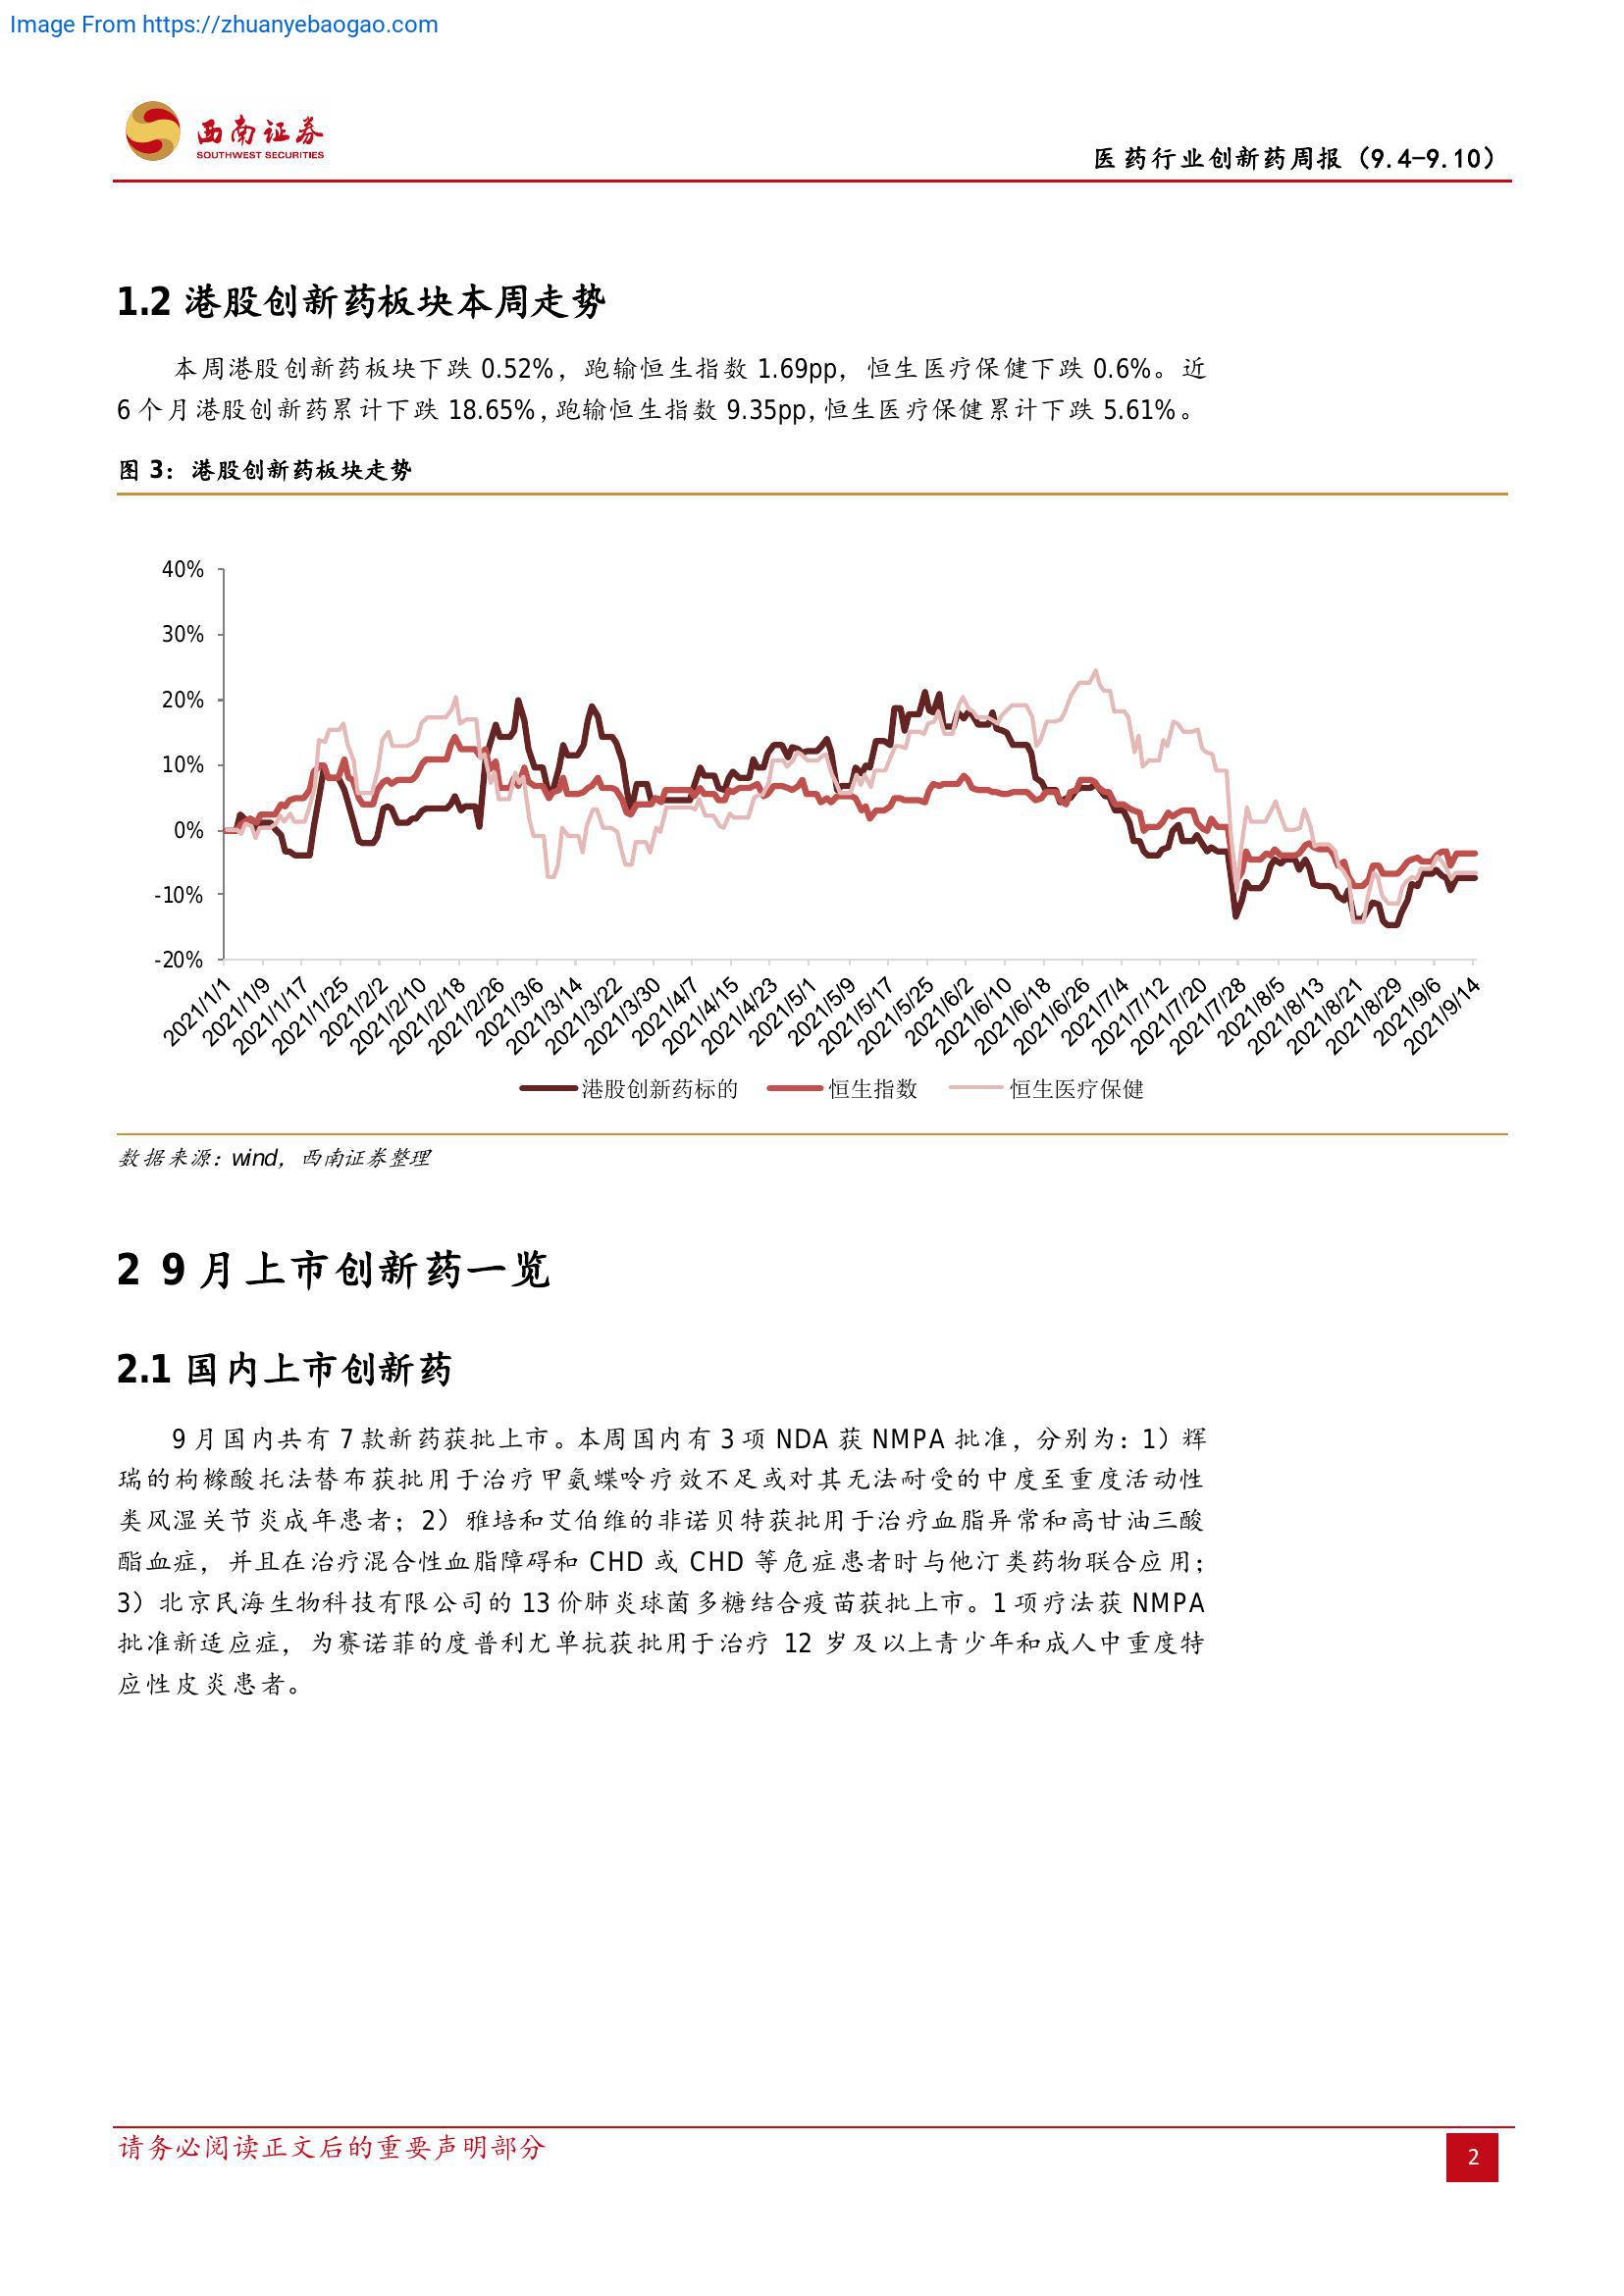 Image From https://zhuanyebaogao.com
西南证券
SOUTHWEST SECURITIES
医药行业创新药周报（9.4-9.10）
1.2 港股创新药板块本周走势
本周港股创新药板块下跌 0.52%，跑输恒生指数 1.69pp，恒生医疗保健下跌 0.6%。近
6 个月港股创新药累计下跌 18.65%，跑输恒生指数 9.35pp，恒生医疗保健累计下跌 5.61%。
图 3：港股创新药板块走势
40%
30%
20%
10%
0%
-10%
-20%
2021/1/1
2021/1/9
2021/1/17
2021/1/25
2021/2/2
2021/2/10
2021/2/18
2021/2/26
2021/3/6
2021/3/14
2021/3/22
2021/3/30
2021/4/7
2021/4/15
2021/4/23
2021/5/1
2021/5/9
2021/5/17
2021/5/25
2021/6/2
2021/6/10
2021/6/18
2021/6/26
2021/7/4
2021/7/12
2021/7/20
2021/7/28
2021/8/5
2021/8/13
2021/8/21
2021/8/29
2021/9/6
2021/9/14
港股创新药标的 恒生指数 恒生医疗保健
数据来源：wind，西南证券整理
2 9 月上市创新药一览
2.1 国内上市创新药
9 月国内共有 7 款新药获批上市。本周国内有 3 项 NDA 获 NMPA 批准，分别为：1）辉
瑞的枸橼酸托法替布获批用于治疗甲氨蝶呤疗效不足或对其无法耐受的中度至重度活动性
类风湿关节炎成年患者；2）雅培和艾伯维的非诺贝特获批用于治疗血脂异常和高甘油三酸
酯血症，并且在治疗混合性血脂障碍和 CHD 或 CHD 等危症患者时与他汀类药物联合应用；
3）北京民海生物科技有限公司的 13 价肺炎球菌多糖结合疫苗获批上市。1 项疗法获 NMPA
批准新适应症，为赛诺菲的度普利尤单抗获批用于治疗 12 岁及以上青少年和成人中重度特
应性皮炎患者。
请务必阅读正文后的重要声明部分
2